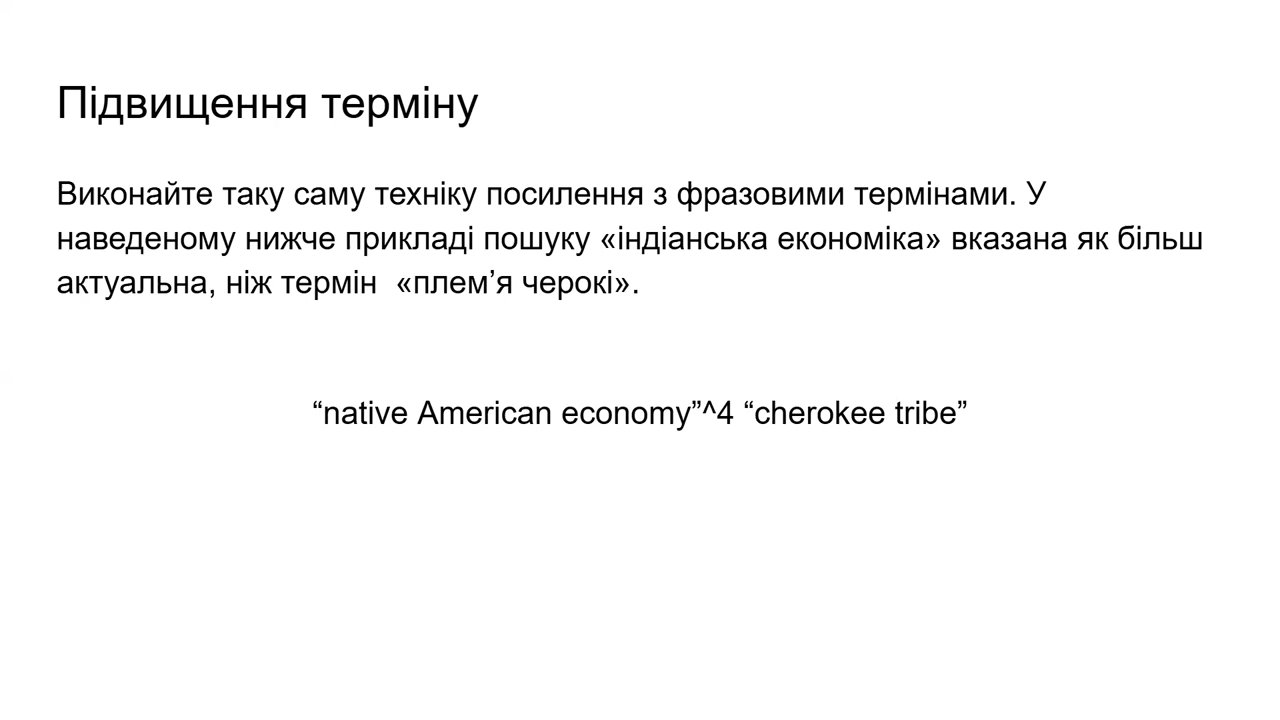 Підвищення терміну
Виконайте таку саму техніку посилення з фразовими термінами. У
наведеному нижче прикладі пошуку «індіанська економіка» вказана як більш
актуальна, ніж термін  «плем’я черокі».
“native American economy”^4 “cherokee tribe”